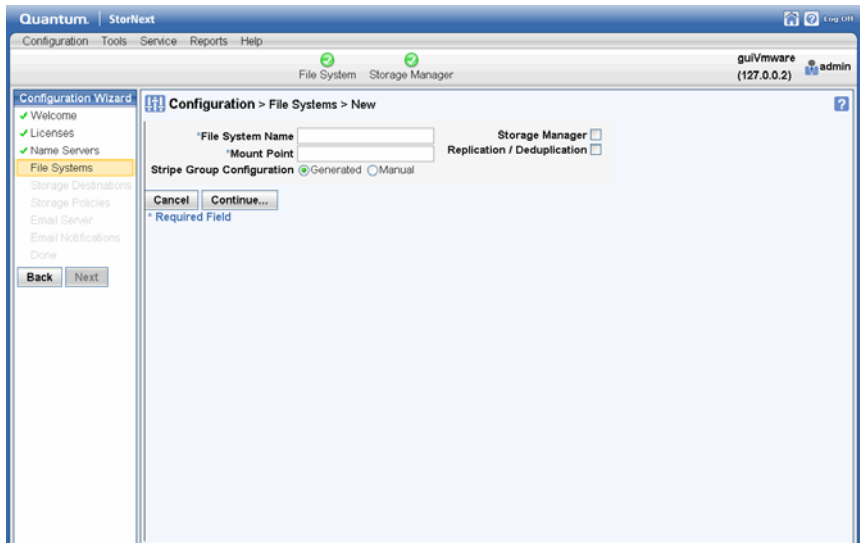 Quantum. StorNext
Log Off
Configuration Tools Service Reports Help
File System Storage Manager
guiVmware
(127.0.0.2)
admin
Configuration Wizard
Welcome
Licenses
Name Servers
File Systems
Storage Destinations
Storage Policies
Email Server
Email Notifications
Done
Back Next
Configuration > File Systems > New
?
*File System Name
*Mount Point
Stripe Group Configuration Generated Manual
Storage Manager
Replication / Deduplication
Cancel Continue...
* Required Field